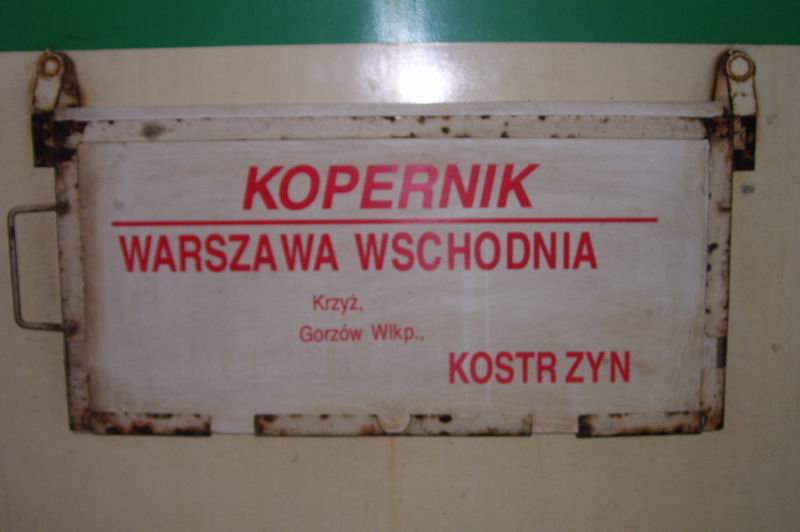 KOPERNIK
WARSZAWA WSCHODNIA
Krzyż,
Gorzów Wlkp.,
KOSTRZYN